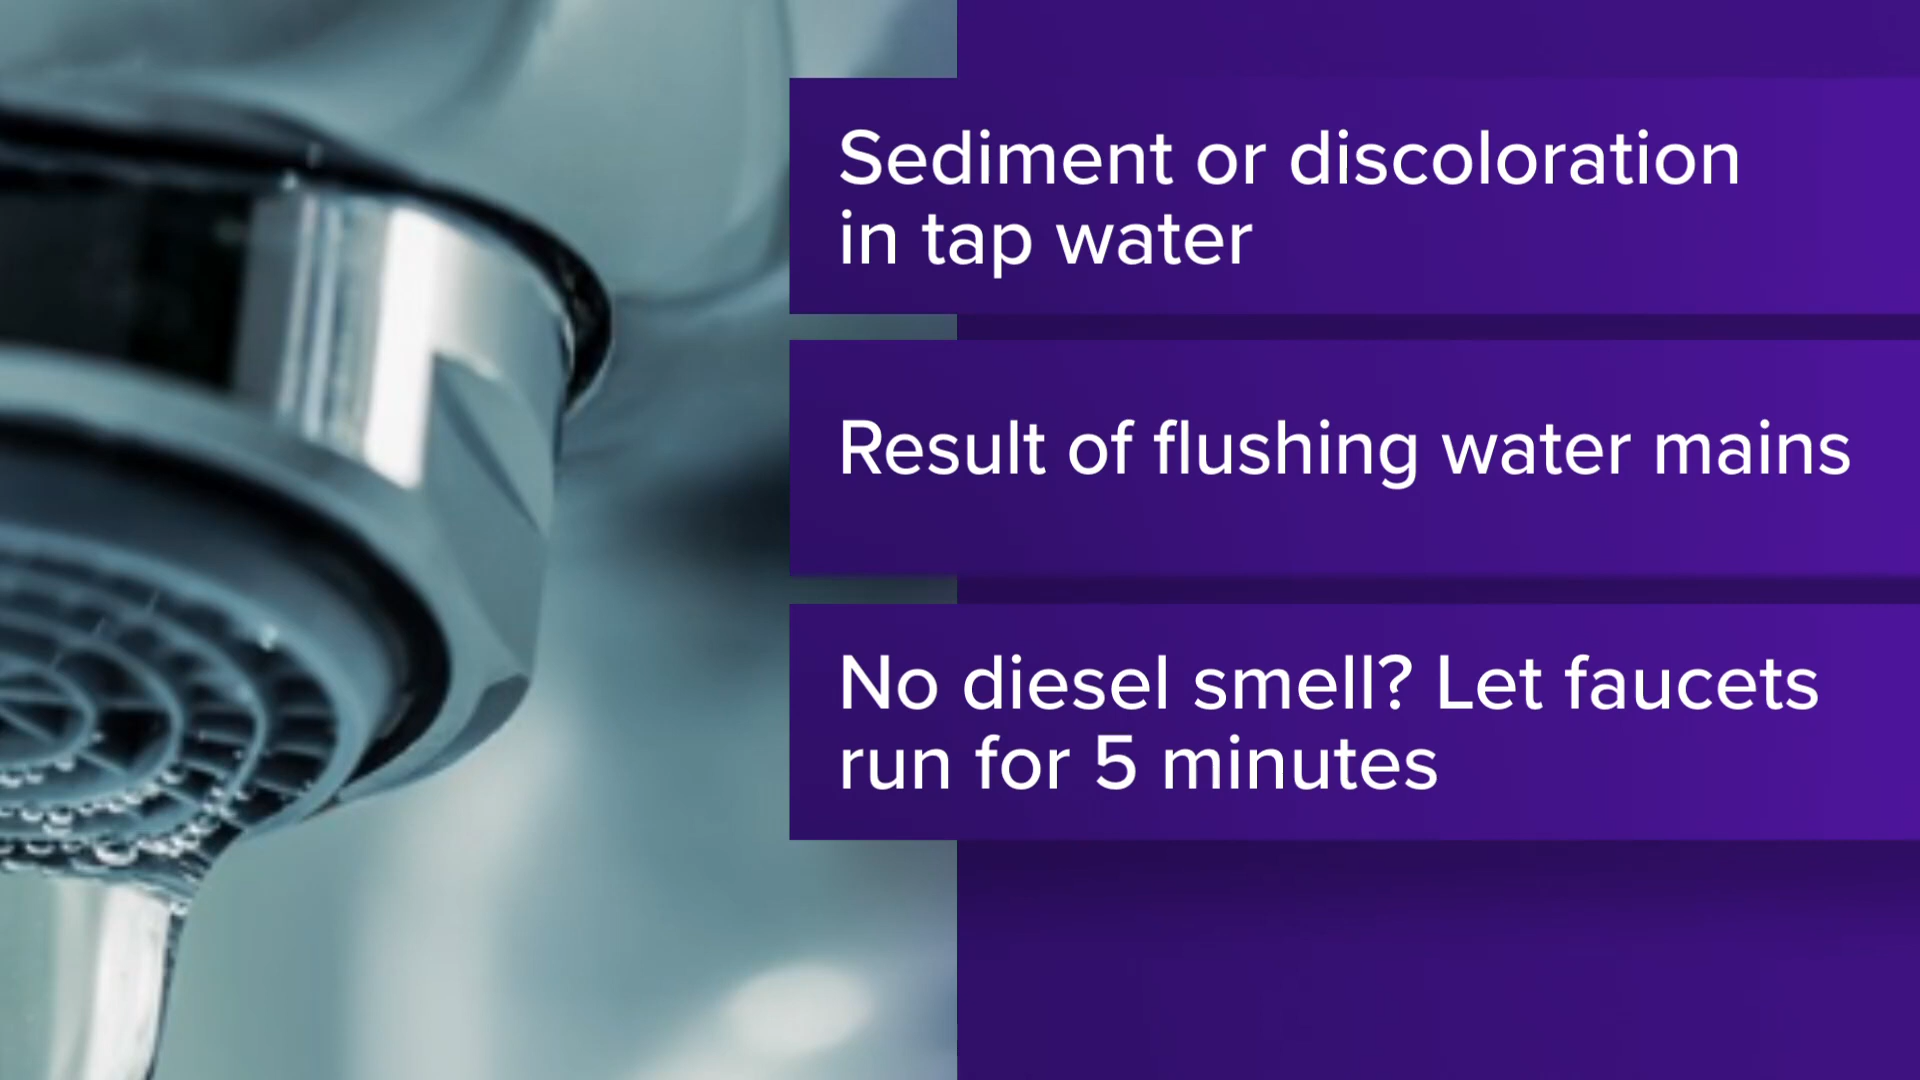 Sediment or discoloration
in tap water
Result of flushing water mains
No diesel smell? Let faucets
run for 5 minutes